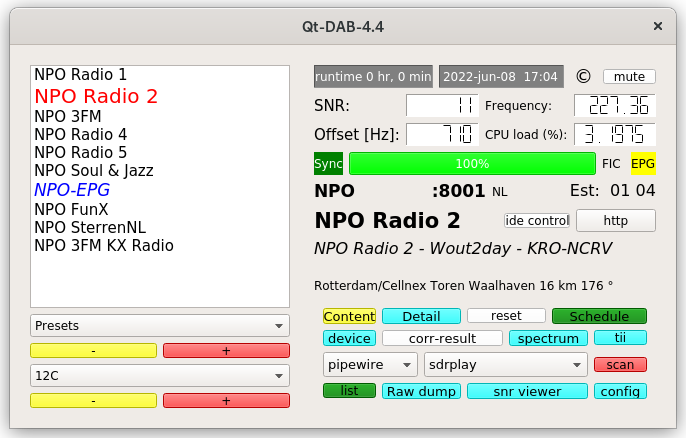 Qt-DAB-4.4
×
NPO Radio 1
NPO Radio 2
NPO 3FM
NPO Radio 4
NPO Radio 5
NPO Soul & Jazz
NPO-EPG
NPO FunX
NPO SterrenNL
NPO 3FM KX Radio
Presets
- +
12C
- +
runtime 0 hr, 0 min 2022-jun-08 17:04 © mute
SNR: 11 Frequency: 227.36
Offset [Hz]: 710 CPU load (%): 3.1975
Sync 100% FIC EPG
NPO :8001 NL Est: 01 04
NPO Radio 2 ide control http
NPO Radio 2 - Wout2day - KRO-NCRV
Rotterdam/Cellnex Toren Waalhaven 16 km 176 °
Content Detail reset Schedule
device corr-result spectrum tii
pipewire sdrplay scan
list Raw dump snr viewer config